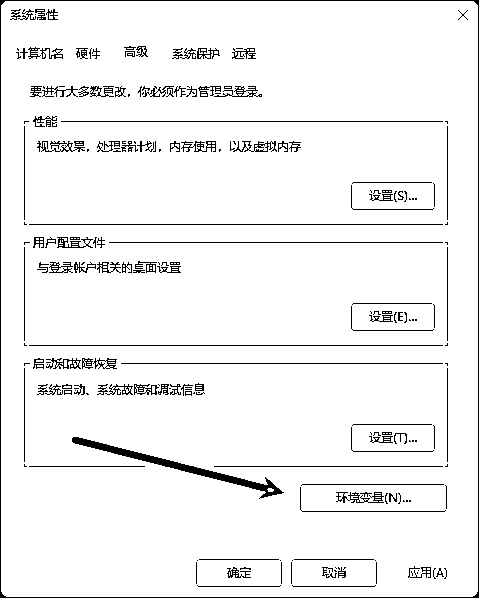 系统属性
计算机名 硬件 高级 系统保护 远程
要进行大多数更改，你必须作为管理员登录。
性能
视觉效果，处理器计划，内存使用，以及虚拟内存
设置(S)...
用户配置文件
与登录帐户相关的桌面设置
设置(E)...
启动和故障恢复
系统启动、系统故障和调试信息
设置(T)...
环境变量(N)...
确定 取消 应用(A)